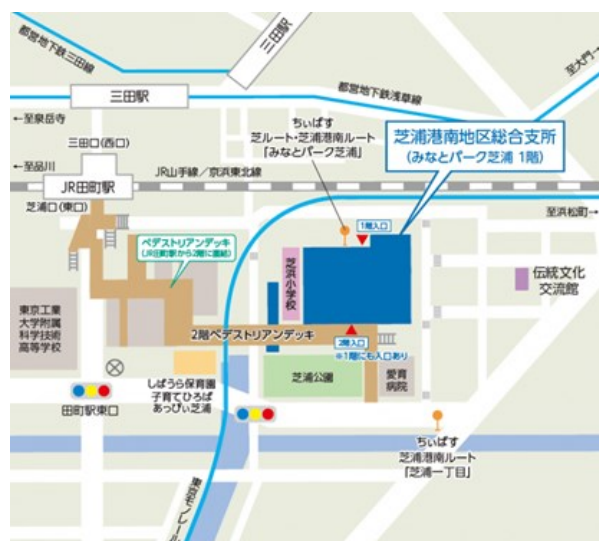 都営地下鉄三田線
三田駅
至大門→
三田駅
都営地下鉄浅草線
←至泉岳寺
ちぃばす
芝ルート・芝浦港南ルート
「みなとパーク芝浦」
芝浦港南地区総合支所
(みなとパーク芝浦 1階)
三田口(西口)
←至品川
JR田町駅
JR山手線/京浜東北線
芝浦口(東口)
至浜松町→
1階入口
ペデストリアンデッキ
(JR田町駅から2階に直結)
芝浜小学校
伝統文化
交流館
東京工業
大学附属
科学技術
高等学校
2階ペデストリアンデッキ
2階入口
※1階にも入口あり
しばうら保育園
子育てひろば
あっぴぃ芝浦
芝浦公園
愛育
病院
田町駅東口
ちぃばす
芝浦港南ルート
「芝浦一丁目」
東京モノレール